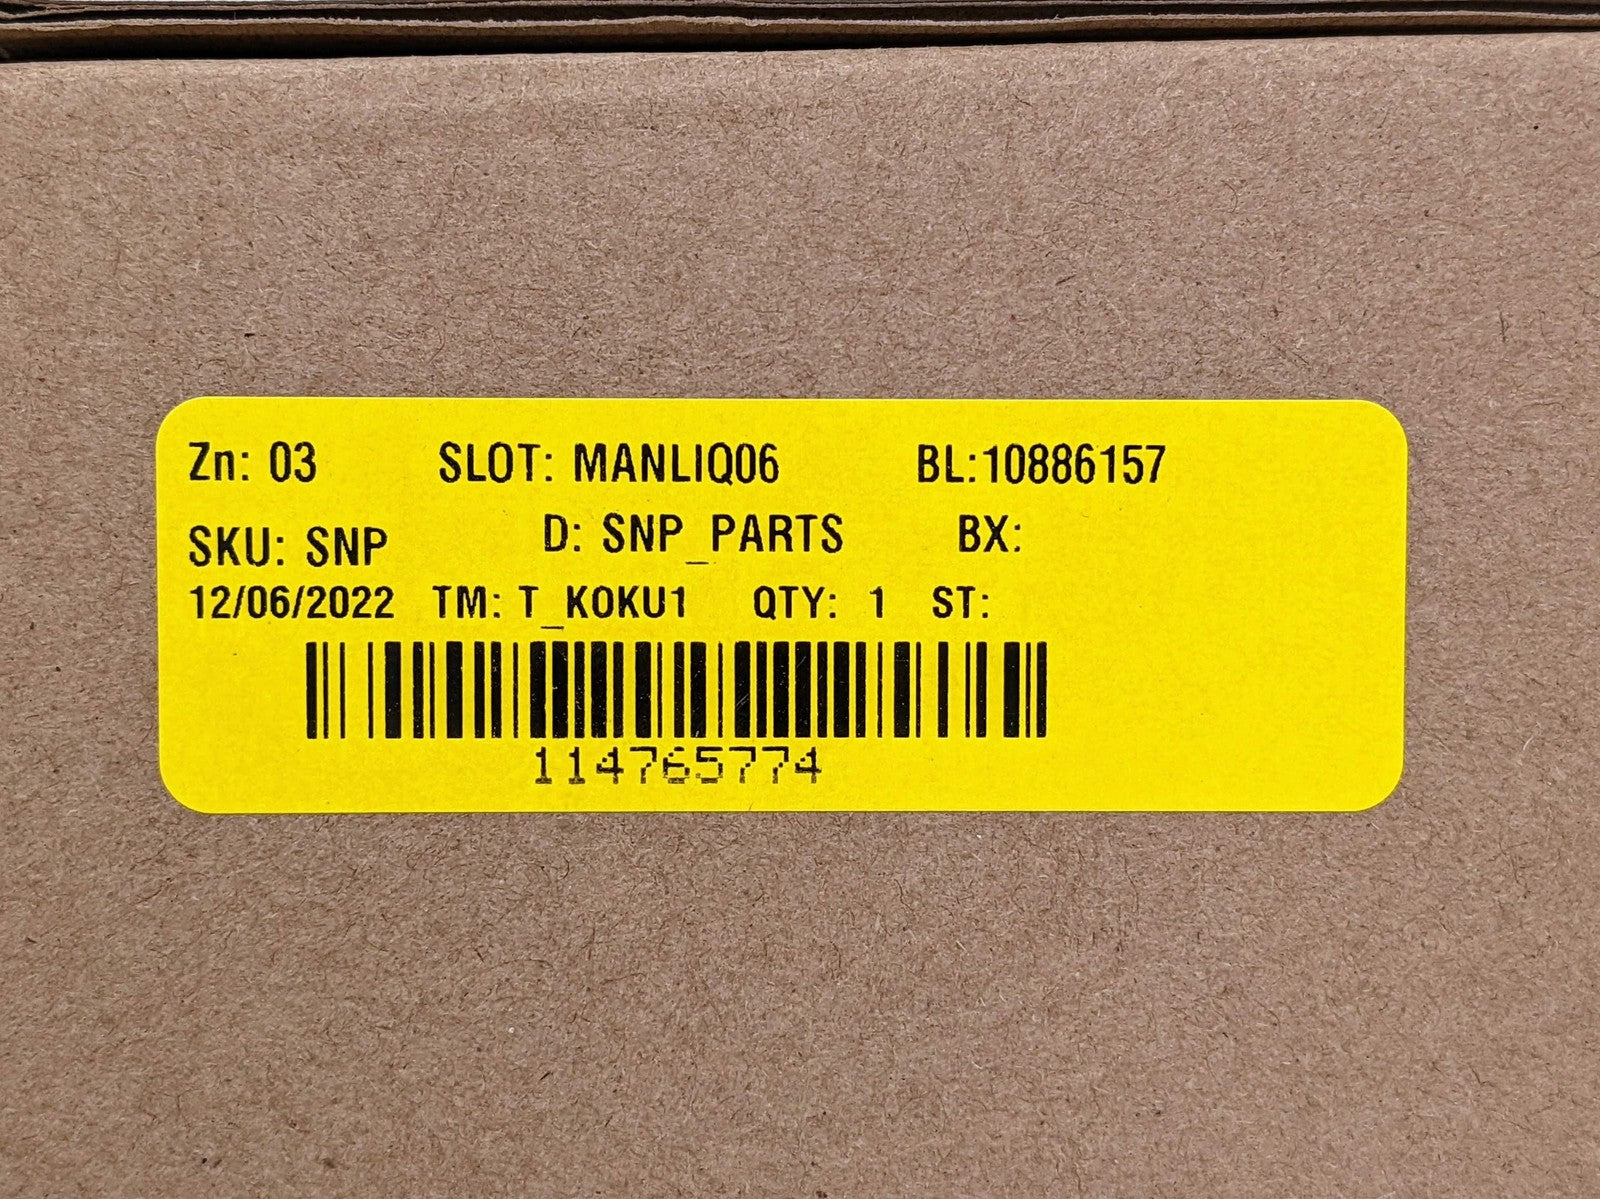 Zn: 03 SLOT: MANLIQ06 BL:10886157
SKU: SNP D: SNP_PARTS BX:
12/06/2022 TM: T_KOKU1 QTY: 1 ST:
114765774